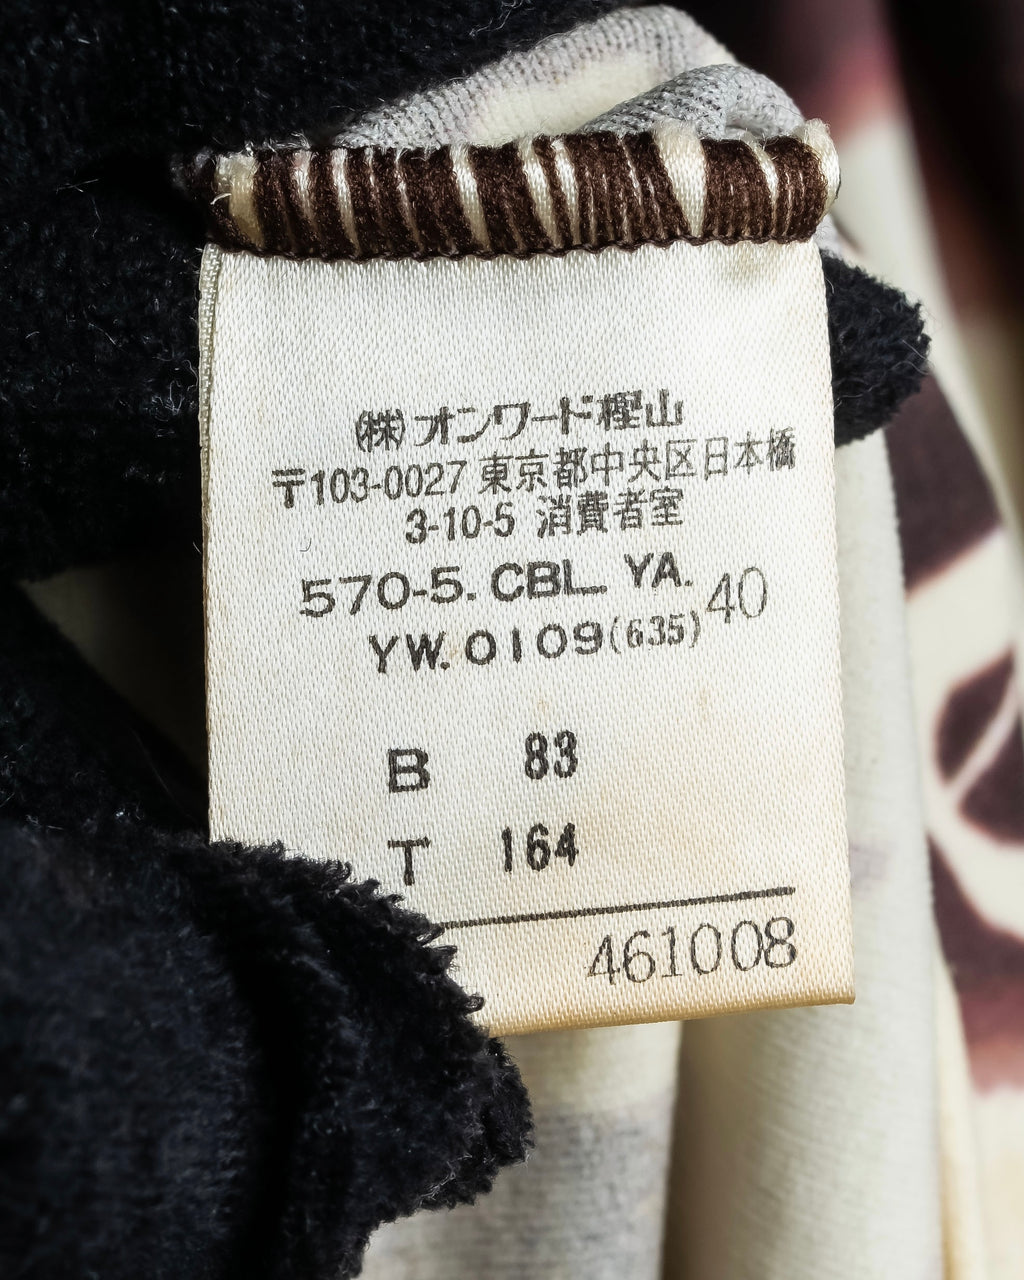 (株)オンワード樫山
〒103-0027 東京都中央区日本橋
3-10-5 消費者室
570-5. CBL. YA. 40
YW. 0109(635)
B 83
T 164
461008